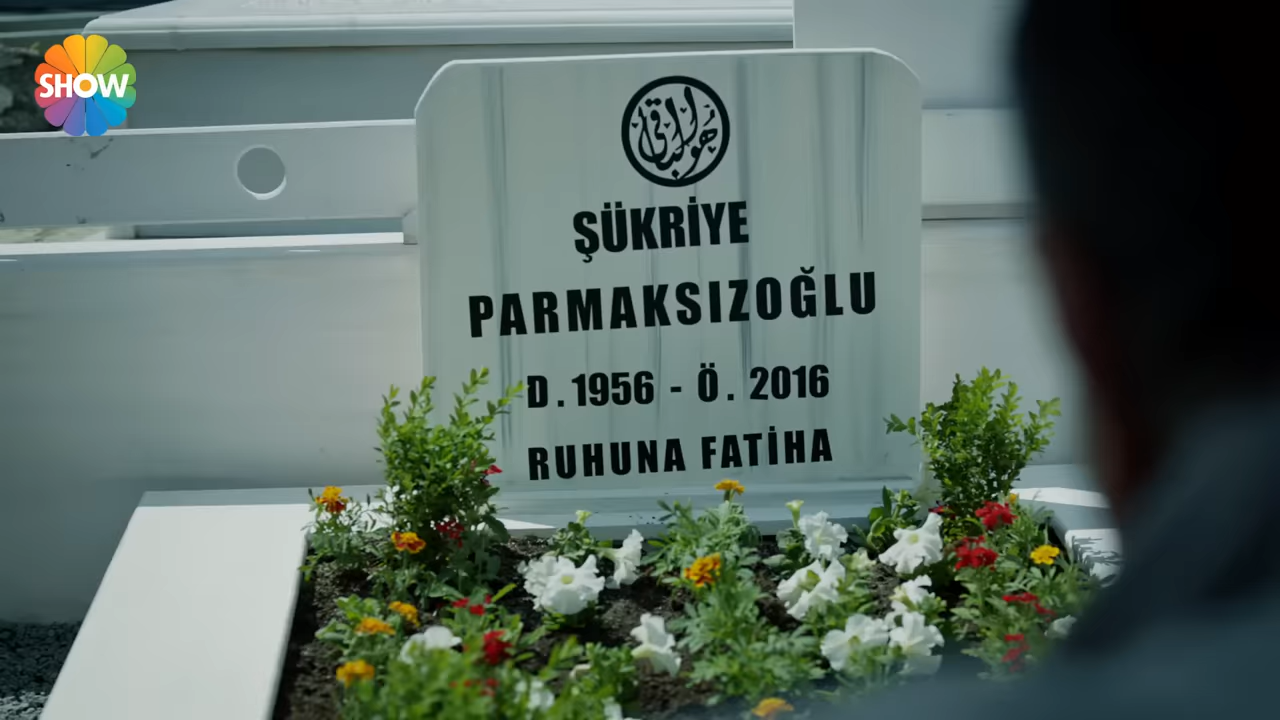 SHOW
هو الباقي
ŞÜKRİYE
PARMAKSIZOĞLU
D. 1956 - Ö. 2016
RUHUNA FATİHA